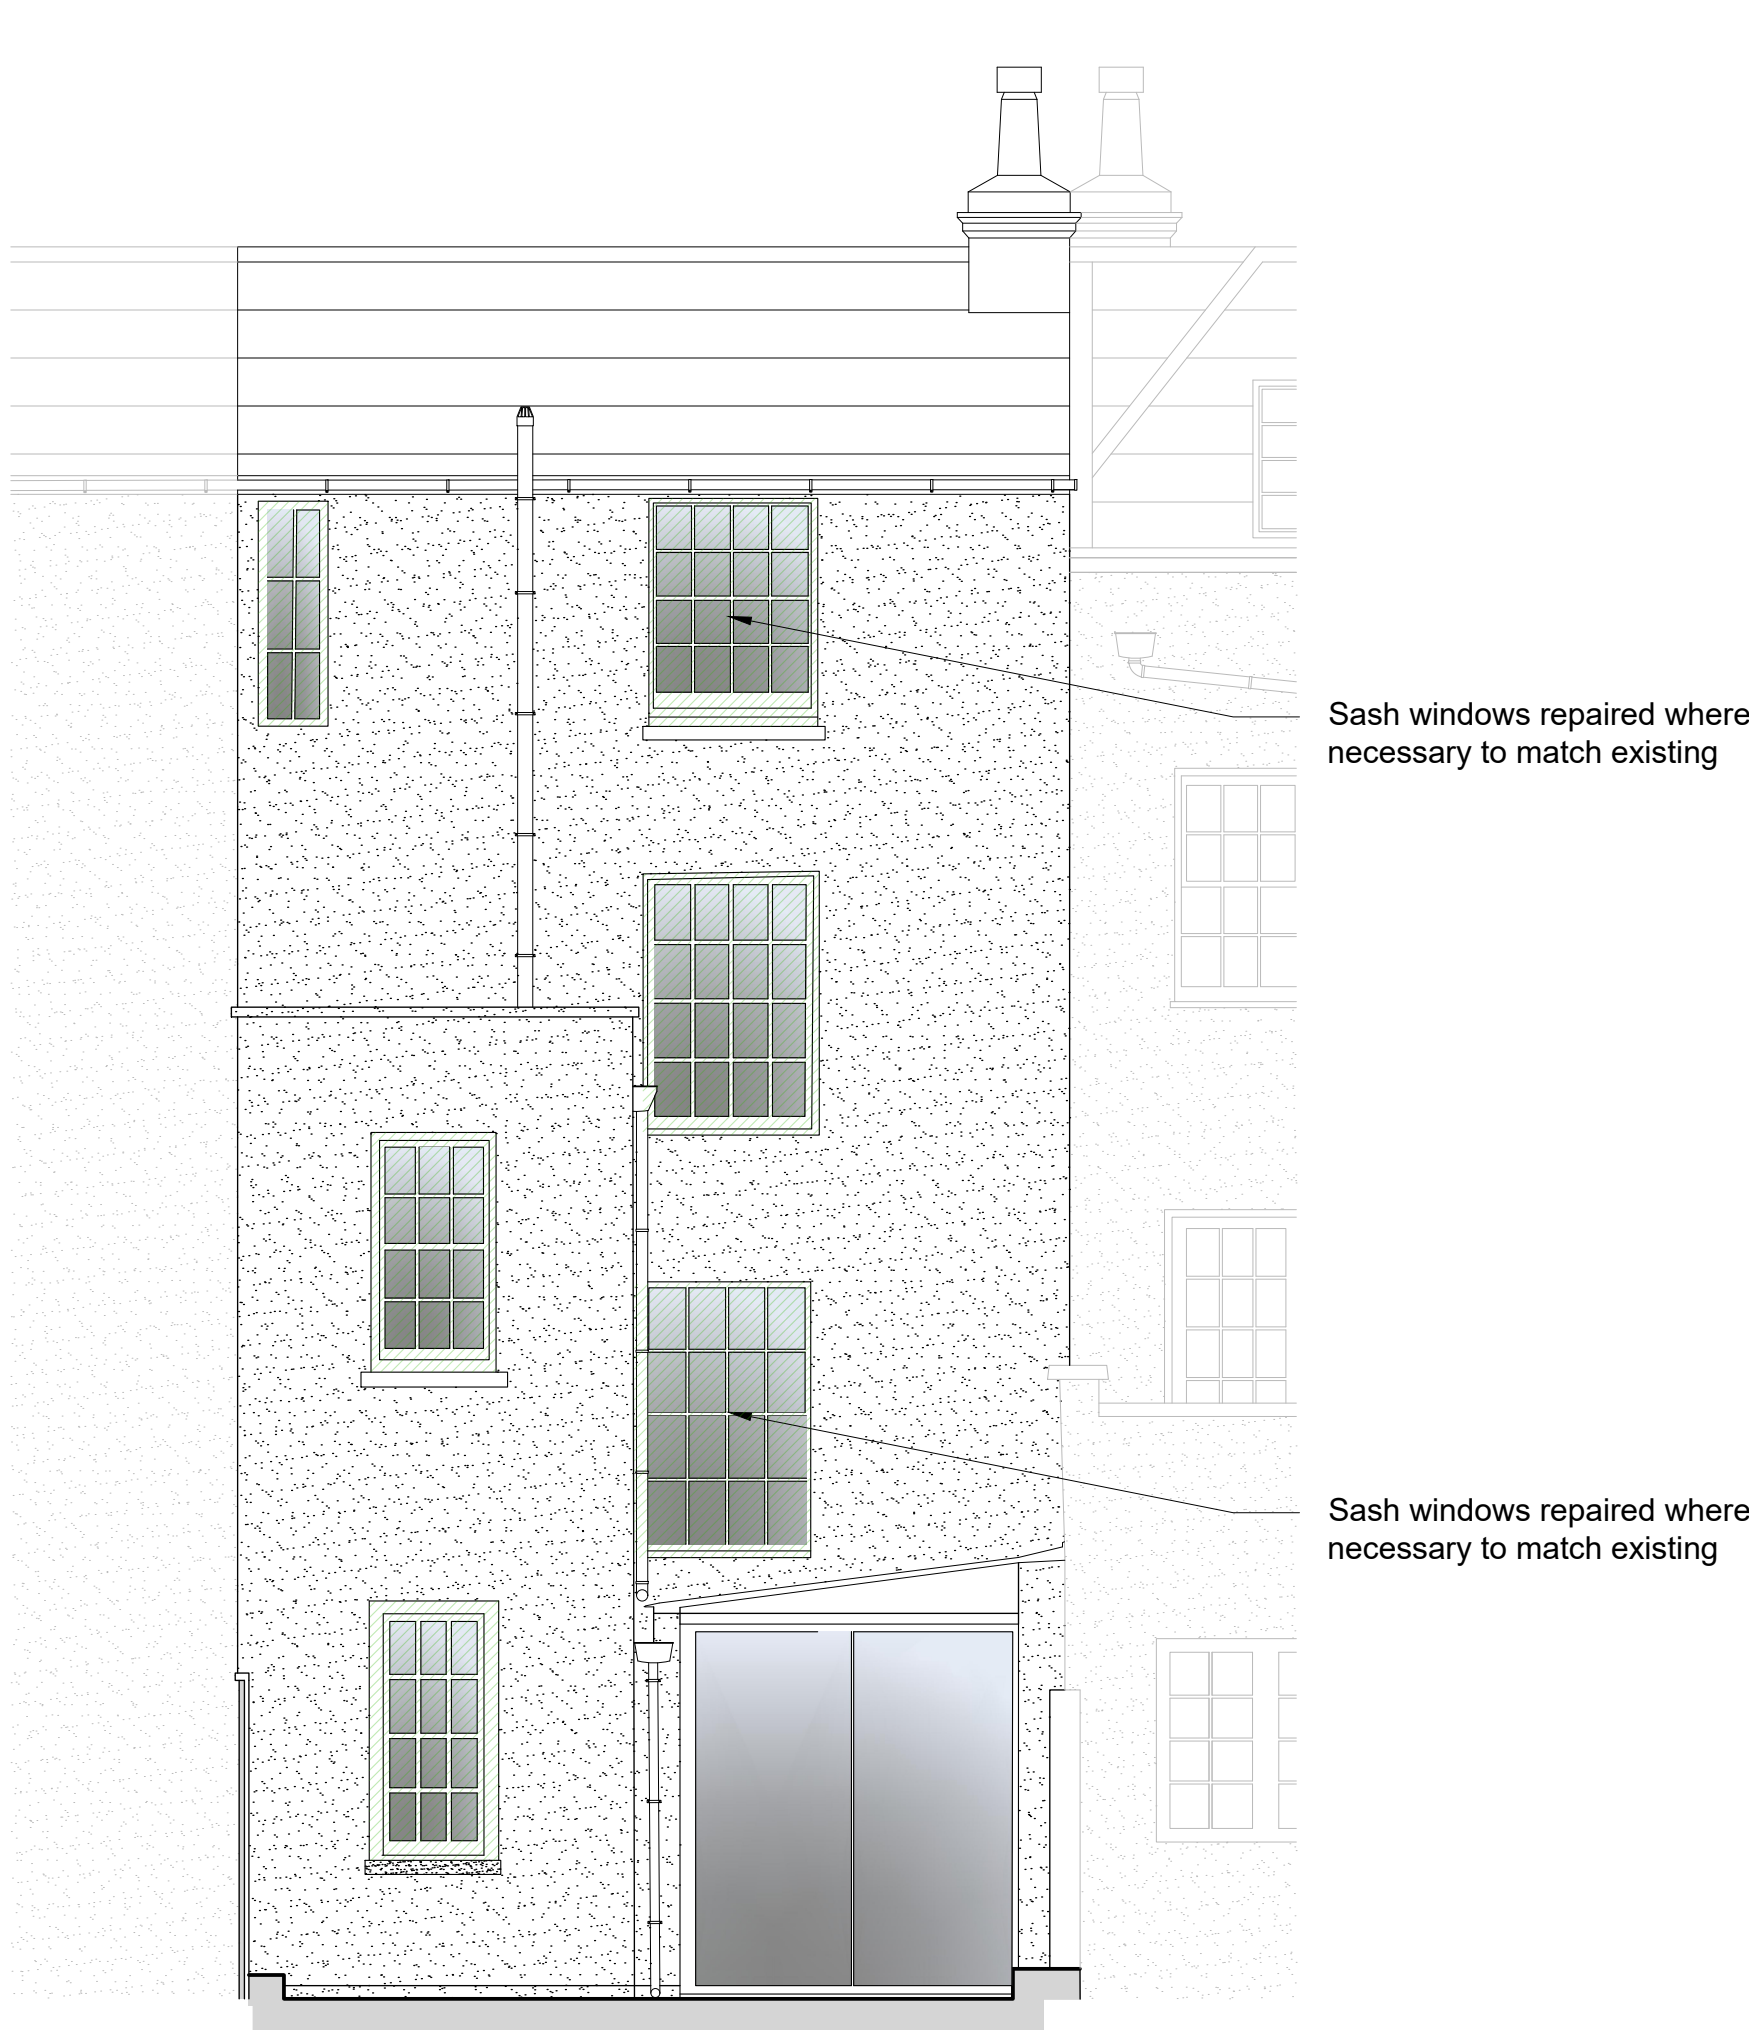 Sash windows repaired where
necessary to match existing
Sash windows repaired where
necessary to match existing